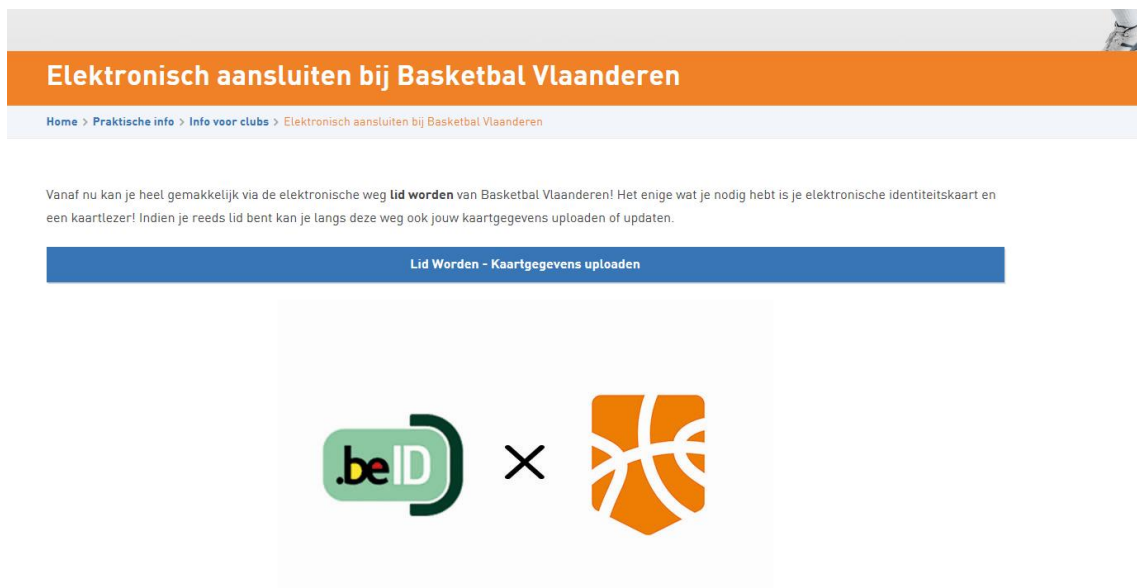 Elektronisch aansluiten bij Basketbal Vlaanderen
Home > Praktische info > Info voor clubs > Elektronisch aansluiten bij Basketbal Vlaanderen
Vanaf nu kan je heel gemakkelijk via de elektronische weg lid worden van Basketbal Vlaanderen! Het enige wat je nodig hebt is je elektronische identiteitskaart en
een kaartlezer! Indien je reeds lid bent kan je langs deze weg ook jouw kaartgegevens uploaden of updaten.
Lid Worden - Kaartgegevens uploaden
.beID ×